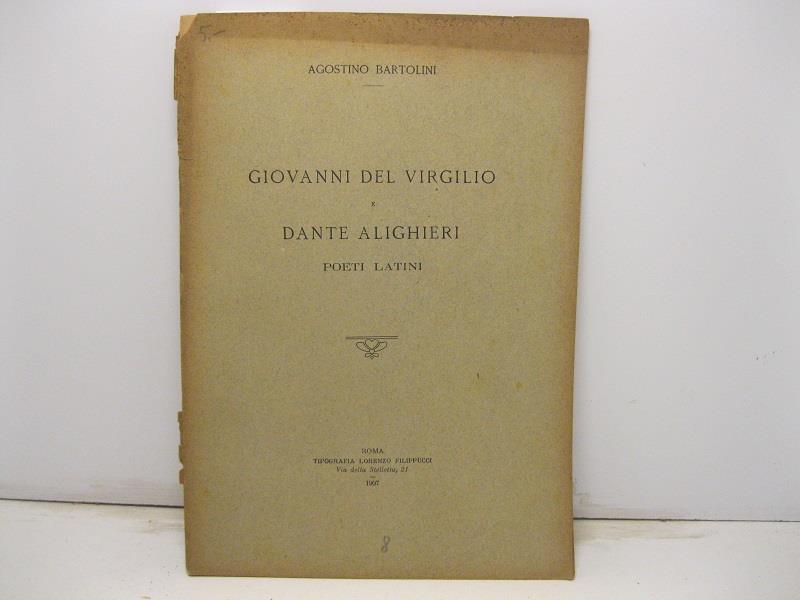 5.-
AGOSTINO BARTOLINI
GIOVANNI DEL VIRGILIO
E
DANTE ALIGHIERI
POETI LATINI
ROMA
TIPOGRAFIA LORENZO FILIPPUCCI
Via della Stelletta, 21
1907
8